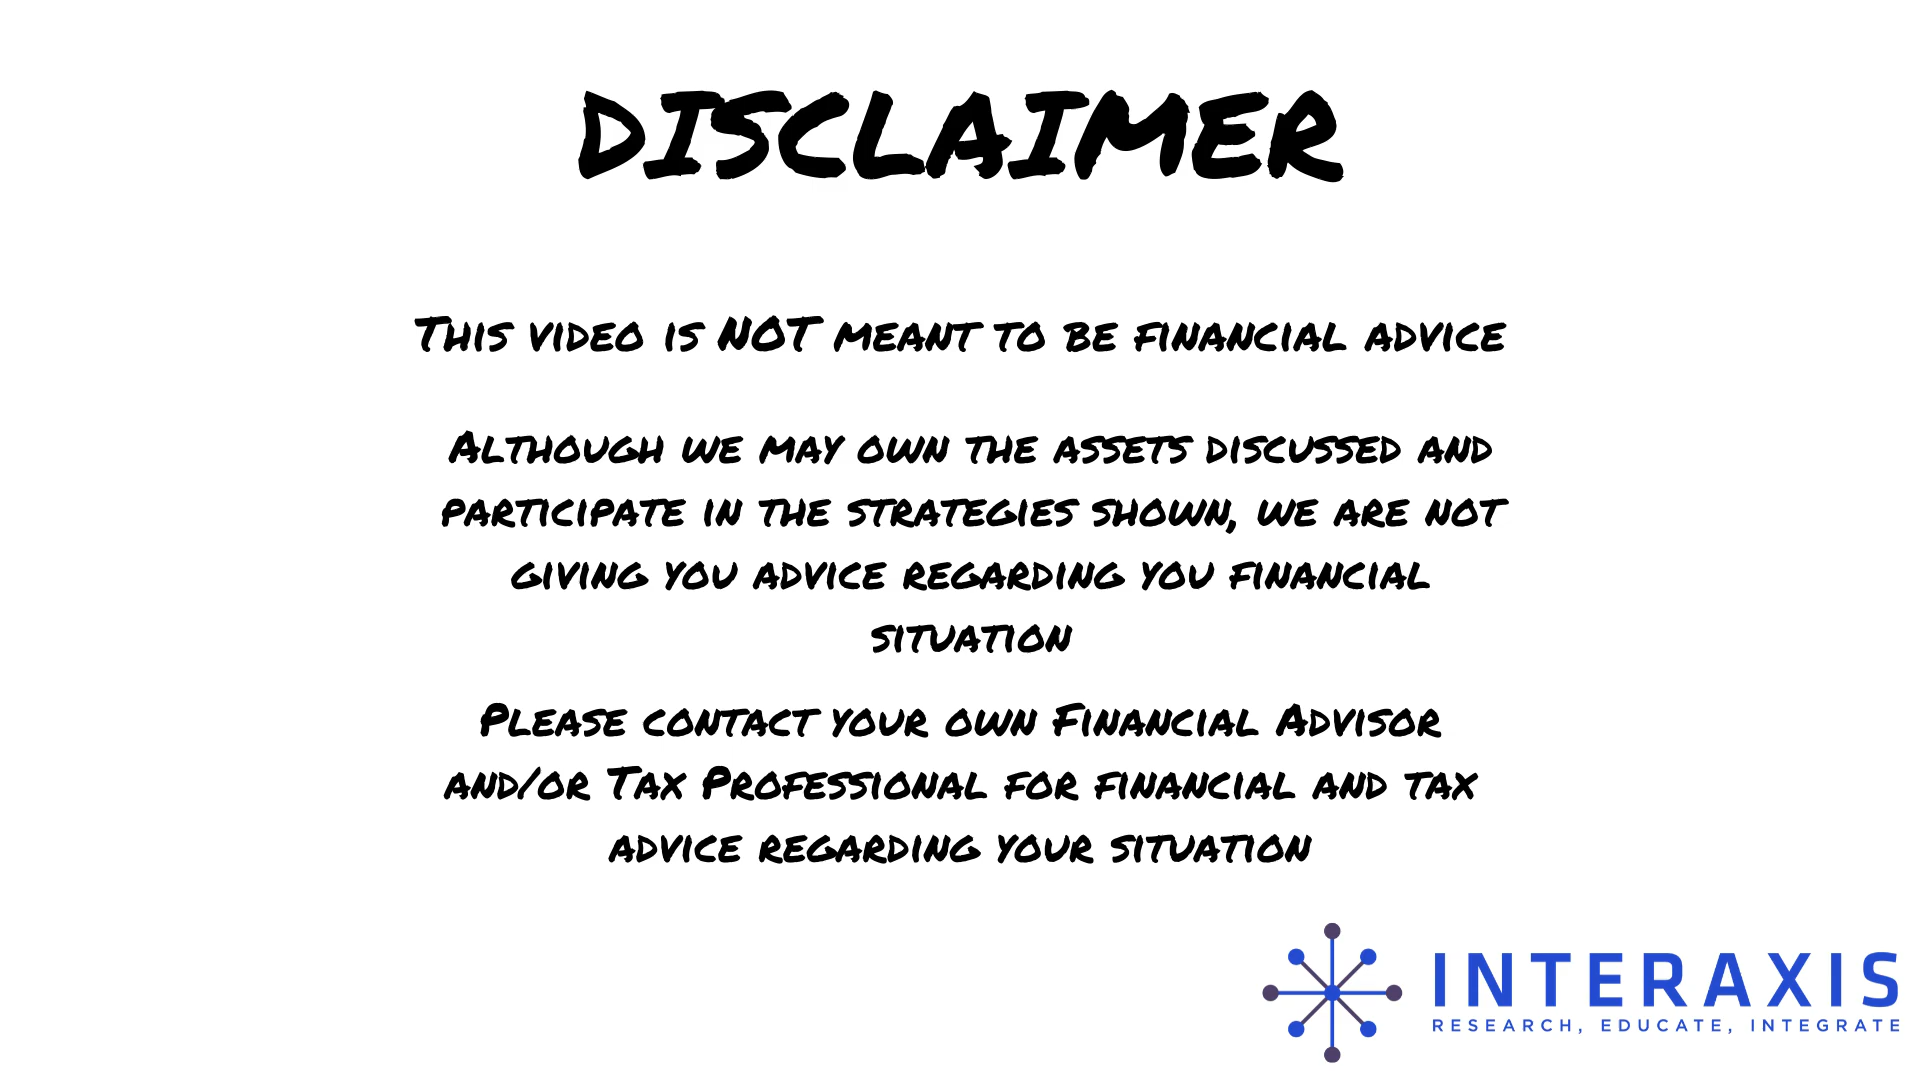 DISCLAIMER
This video is NOT meant to be financial advice
Although we may own the assets discussed and
participate in the strategies shown, we are not
giving you advice regarding you financial
situation
Please contact your own Financial Advisor
and/or Tax Professional for financial and tax
advice regarding your situation
INTERAXIS
RESEARCH, EDUCATE, INTEGRATE